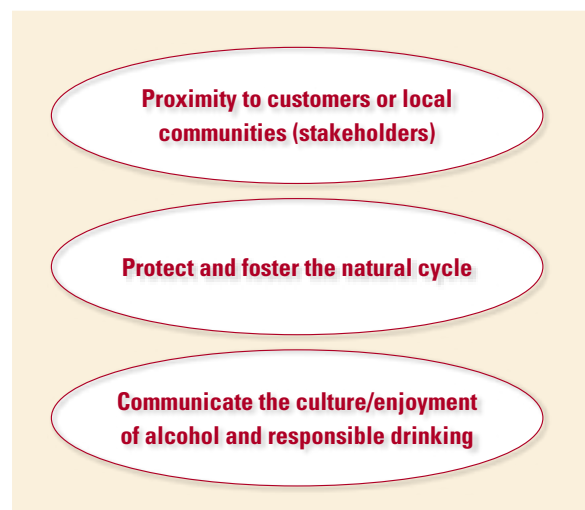 Proximity to customers or local
communities (stakeholders)
Protect and foster the natural cycle
Communicate the culture/enjoyment
of alcohol and responsible drinking